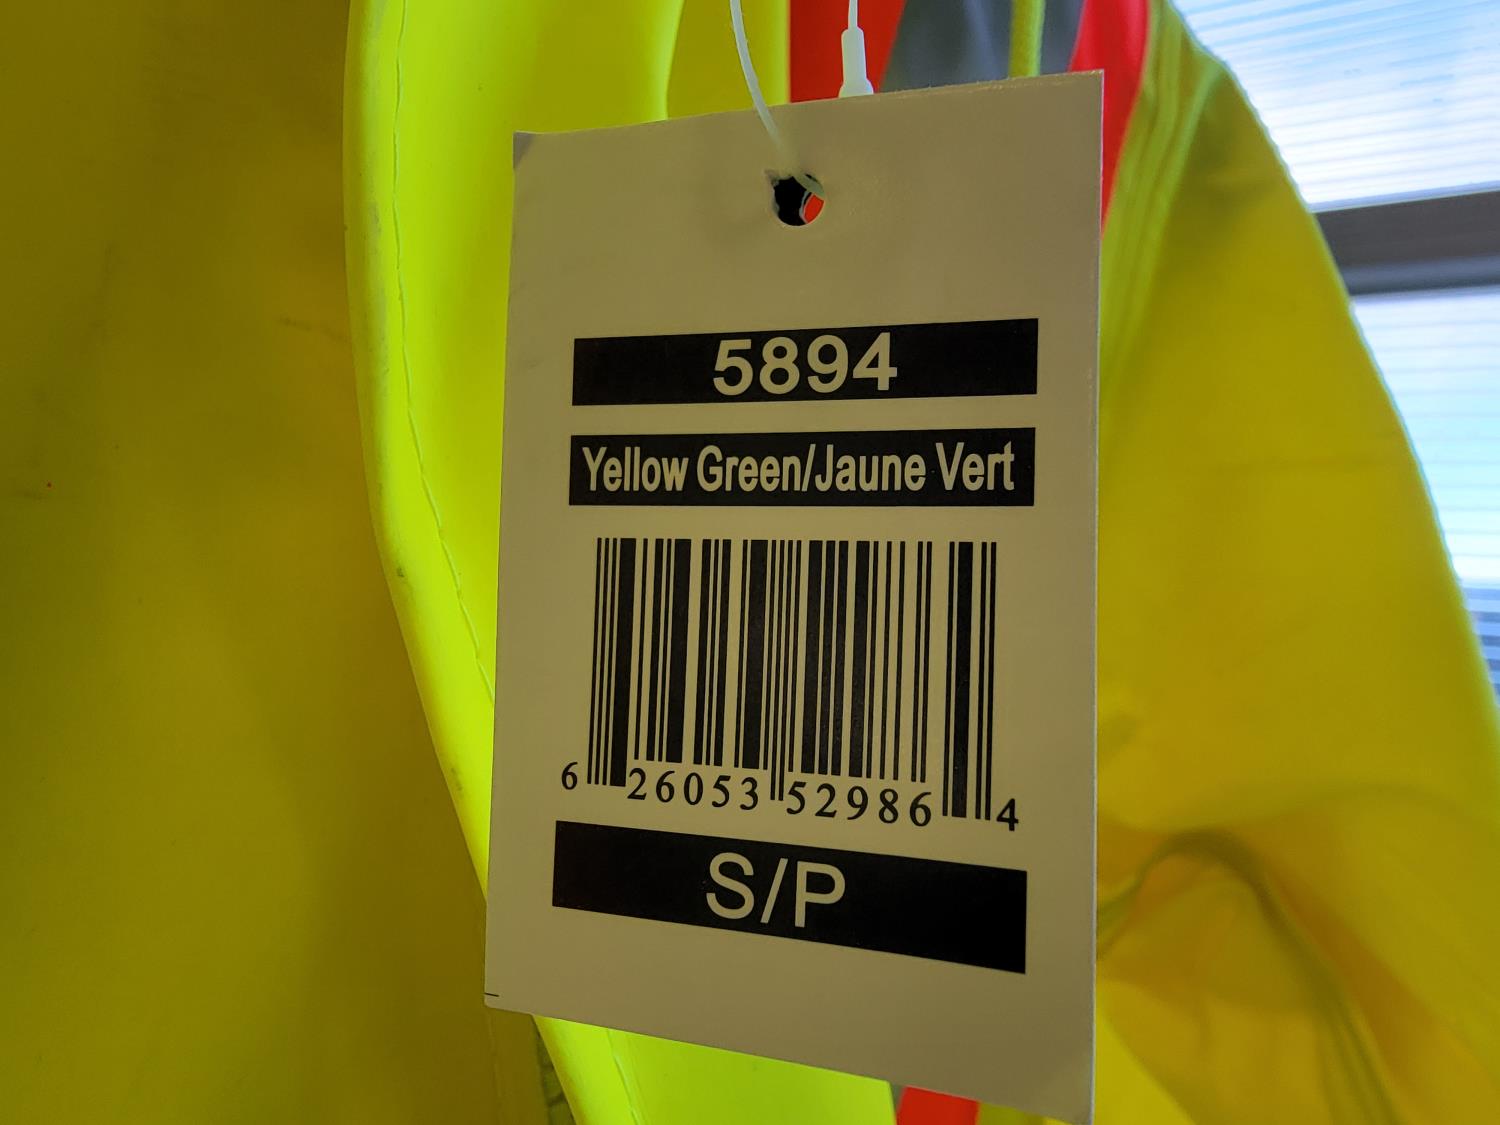 5894
Yellow Green/Jaune Vert
6 26053 52986 4
S/P